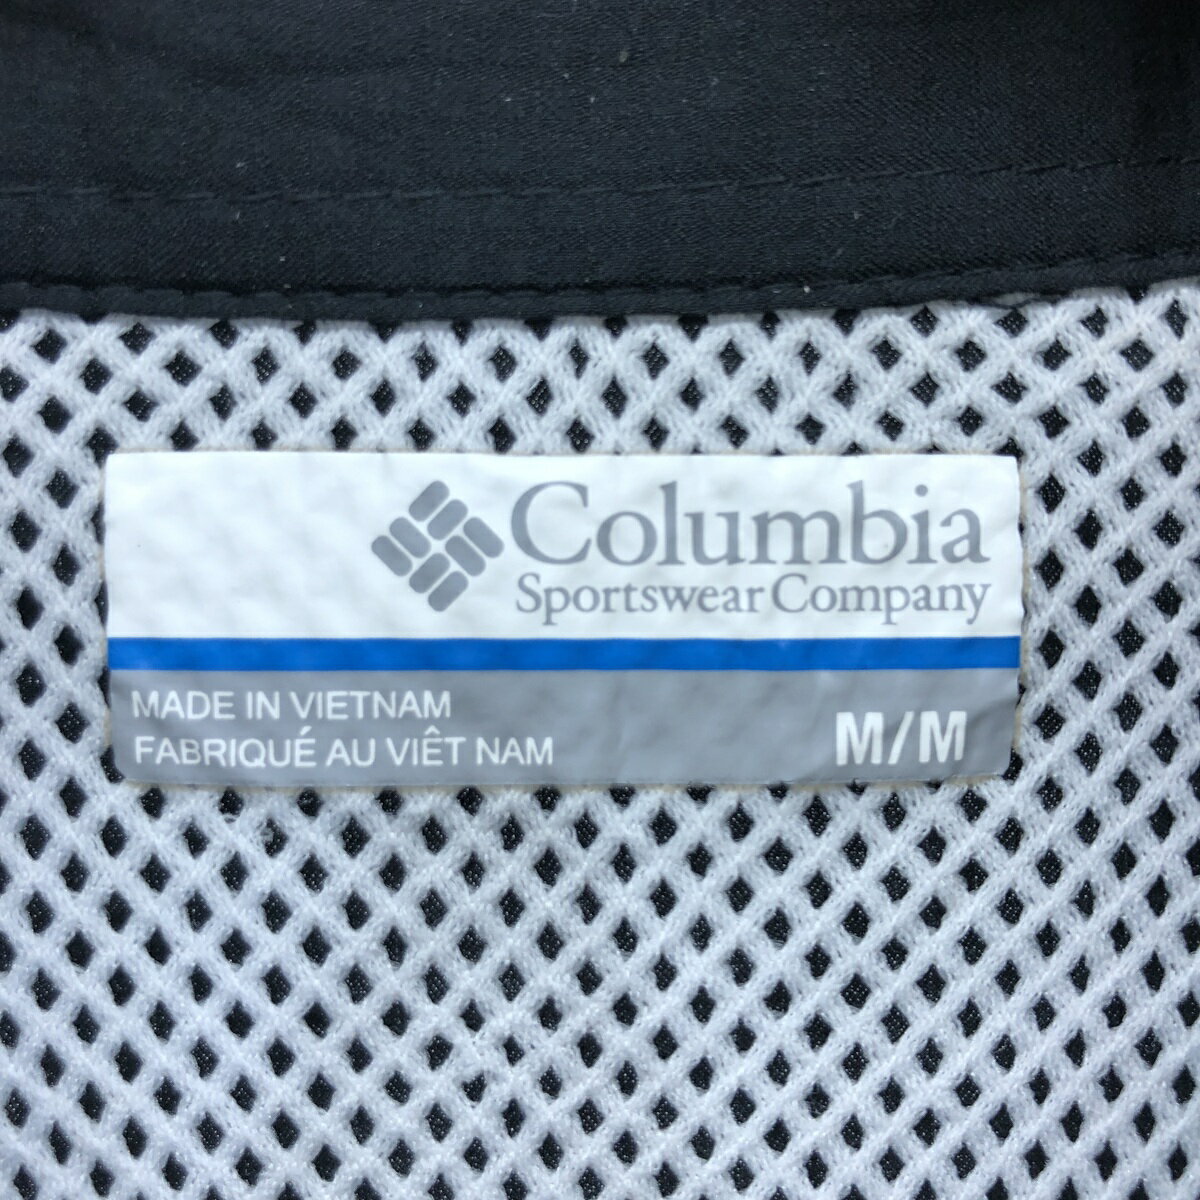 Columbia
Sportswear Company
MADE IN VIETNAM
FABRIQUÉ AU VIÊT NAM
M/M